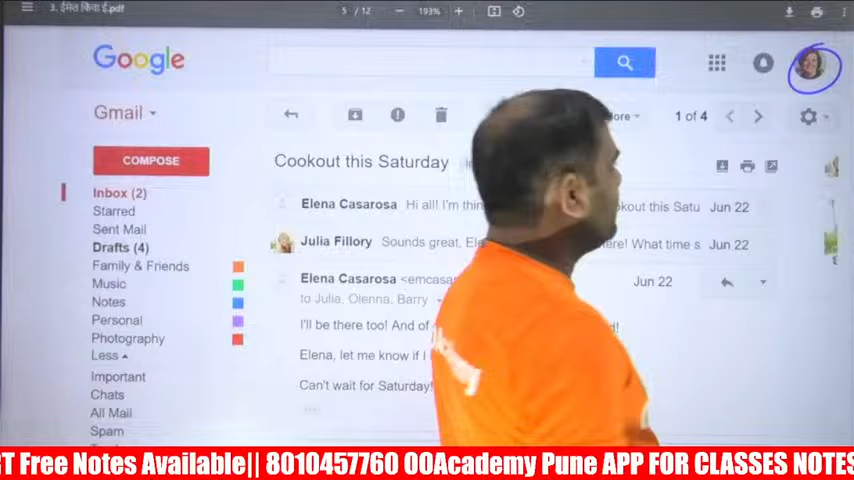 3. ईमेल किंवा ई.pdf
5 / 12
193%
Google
Gmail
More
1 of 4
COMPOSE
Cookout this Saturday
Inbox (2)
Starred
Sent Mail
Drafts (4)
Family & Friends
Music
Notes
Personal
Photography
Less
Important
Chats
All Mail
Spam
Elena Casarosa Hi all! I'm thin
okout this Satu Jun 22
Julia Fillory Sounds great, Ele
ere! What time s Jun 22
Elena Casarosa <emcasar
Jun 22
to Julia, Olenna, Barry
I'll be there too! And of
d!
Elena, let me know if I
Can't wait for Saturday!
T Free Notes Available|| 8010457760 OOAcademy Pune APP FOR CLASSES NOTES